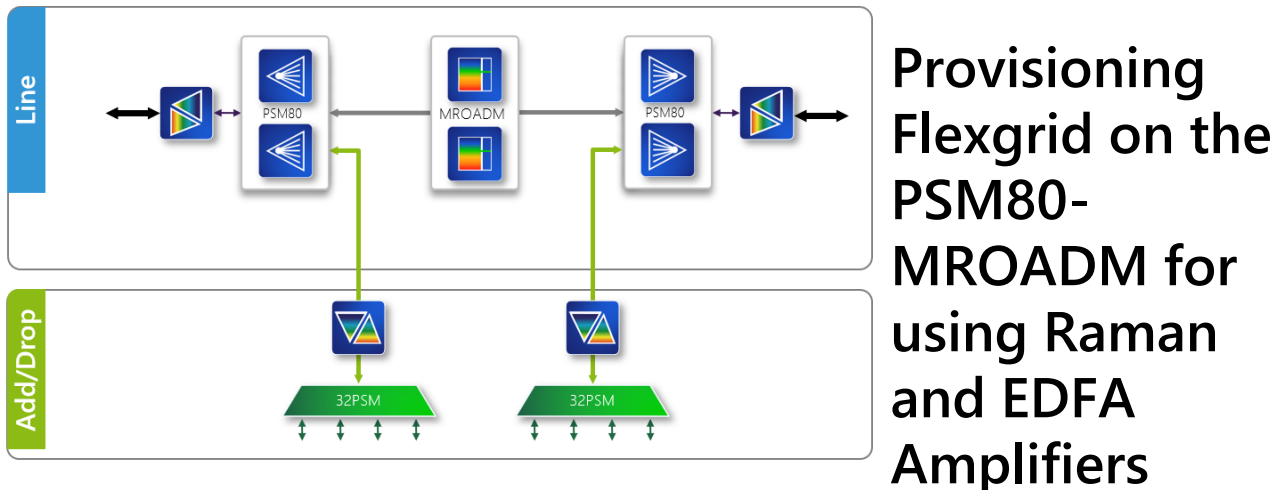 Line
PSM80
MROADM
PSM80
Add/Drop
32PSM
32PSM
Provisioning
Flexgrid on the
PSM80-
MROADM for
using Raman
and EDFA
Amplifiers